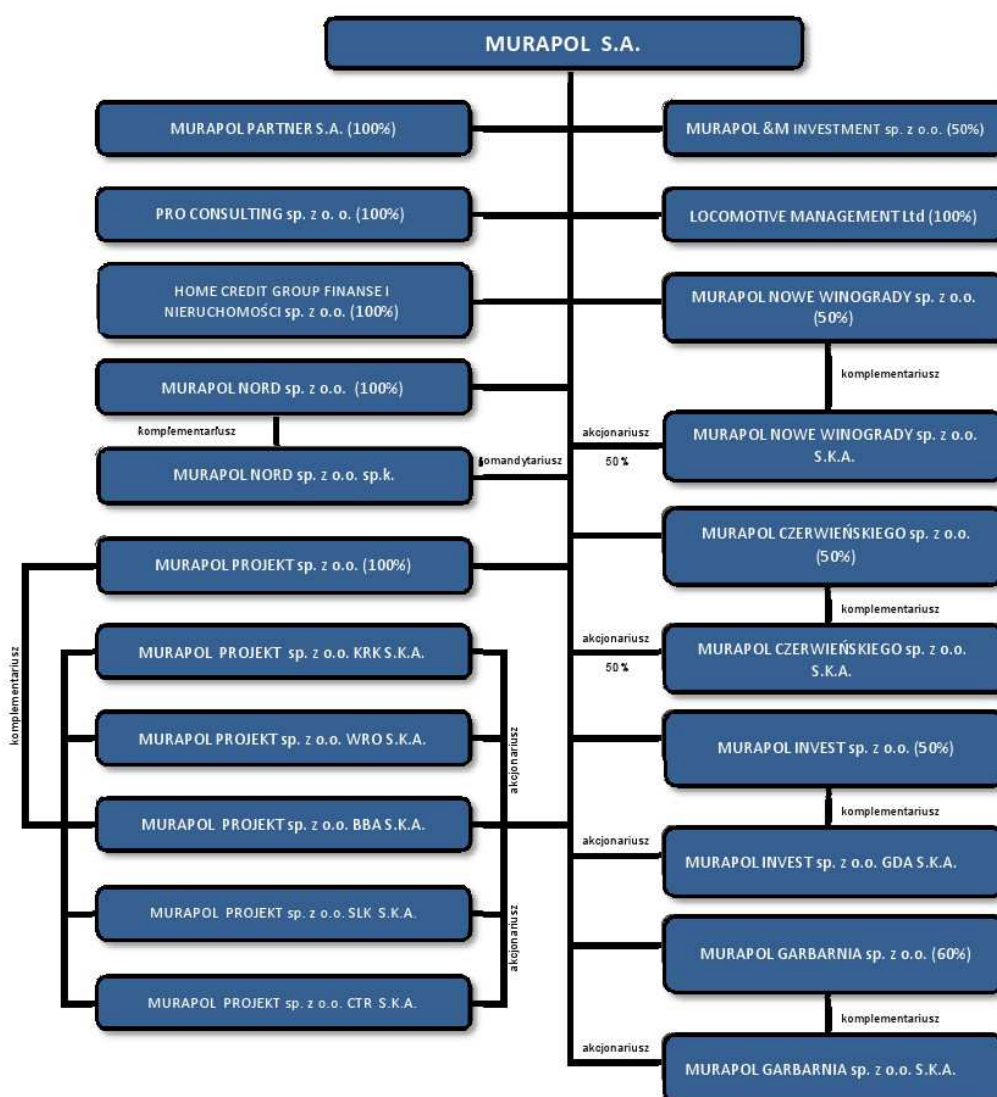 MURAPOL S.A.
MURAPOL PARTNER S.A. (100%)
MURAPOL &M INVESTMENT sp. z o.o. (50%)
PRO CONSULTING sp. z o. o. (100%)
LOCOMOTIVE MANAGEMENT Ltd (100%)
HOME CREDIT GROUP FINANSE I
NIERUCHOMOŚCI sp. z o.o. (100%)
MURAPOL NOWE WINOGRADY sp. z o.o.
(50%)
komplementariusz
MURAPOL NORD sp. z o.o. (100%)
komplementariusz
akcjonariusz
50 %
MURAPOL NOWE WINOGRADY sp. z o.o.
S.K.A.
MURAPOL NORD sp. z o.o. sp.k.
komandytariusz
MURAPOL CZERWIEŃSKIEGO sp. z o.o.
(50%)
MURAPOL PROJEKT sp. z o.o. (100%)
komplementariusz
komplementariusz
MURAPOL PROJEKT sp. z o.o. KRK S.K.A.
akcjonariusz
50 %
MURAPOL CZERWIEŃSKIEGO sp. z o.o.
S.K.A.
MURAPOL PROJEKT sp. z o.o. WRO S.K.A.
akcjonariusz
MURAPOL INVEST sp. z o.o. (50%)
komplementariusz
MURAPOL PROJEKT sp. z o.o. BBA S.K.A.
akcjonariusz
MURAPOL INVEST sp. z o.o. GDA S.K.A.
MURAPOL PROJEKT sp. z o.o. SLK S.K.A.
akcjonariusz
MURAPOL GARBARNIA sp. z o.o. (60%)
MURAPOL PROJEKT sp. z o.o. CTR S.K.A.
komplementariusz
akcjonariusz
MURAPOL GARBARNIA sp. z o.o. S.K.A.